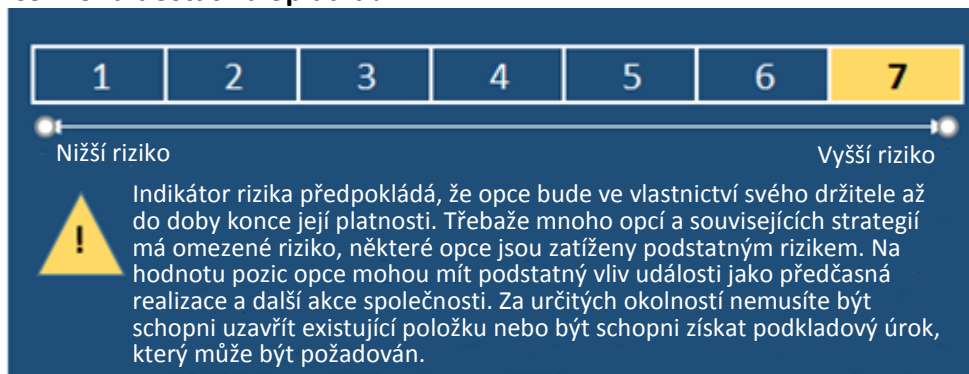 1 2 3 4 5 6 7
Nižší riziko Vyšší riziko
Indikátor rizika předpokládá, že opce bude ve vlastnictví svého držitele až
do doby konce její platnosti. Třebaže mnoho opcí a souvisejících strategií
! má omezené riziko, některé opce jsou zatíženy podstatným rizikem. Na
hodnotu pozic opce mohou mít podstatný vliv události jako předčasná
realizace a další akce společnosti. Za určitých okolností nemusíte být
schopni uzavřít existující položku nebo být schopni získat podkladový úrok,
který může být požadován.